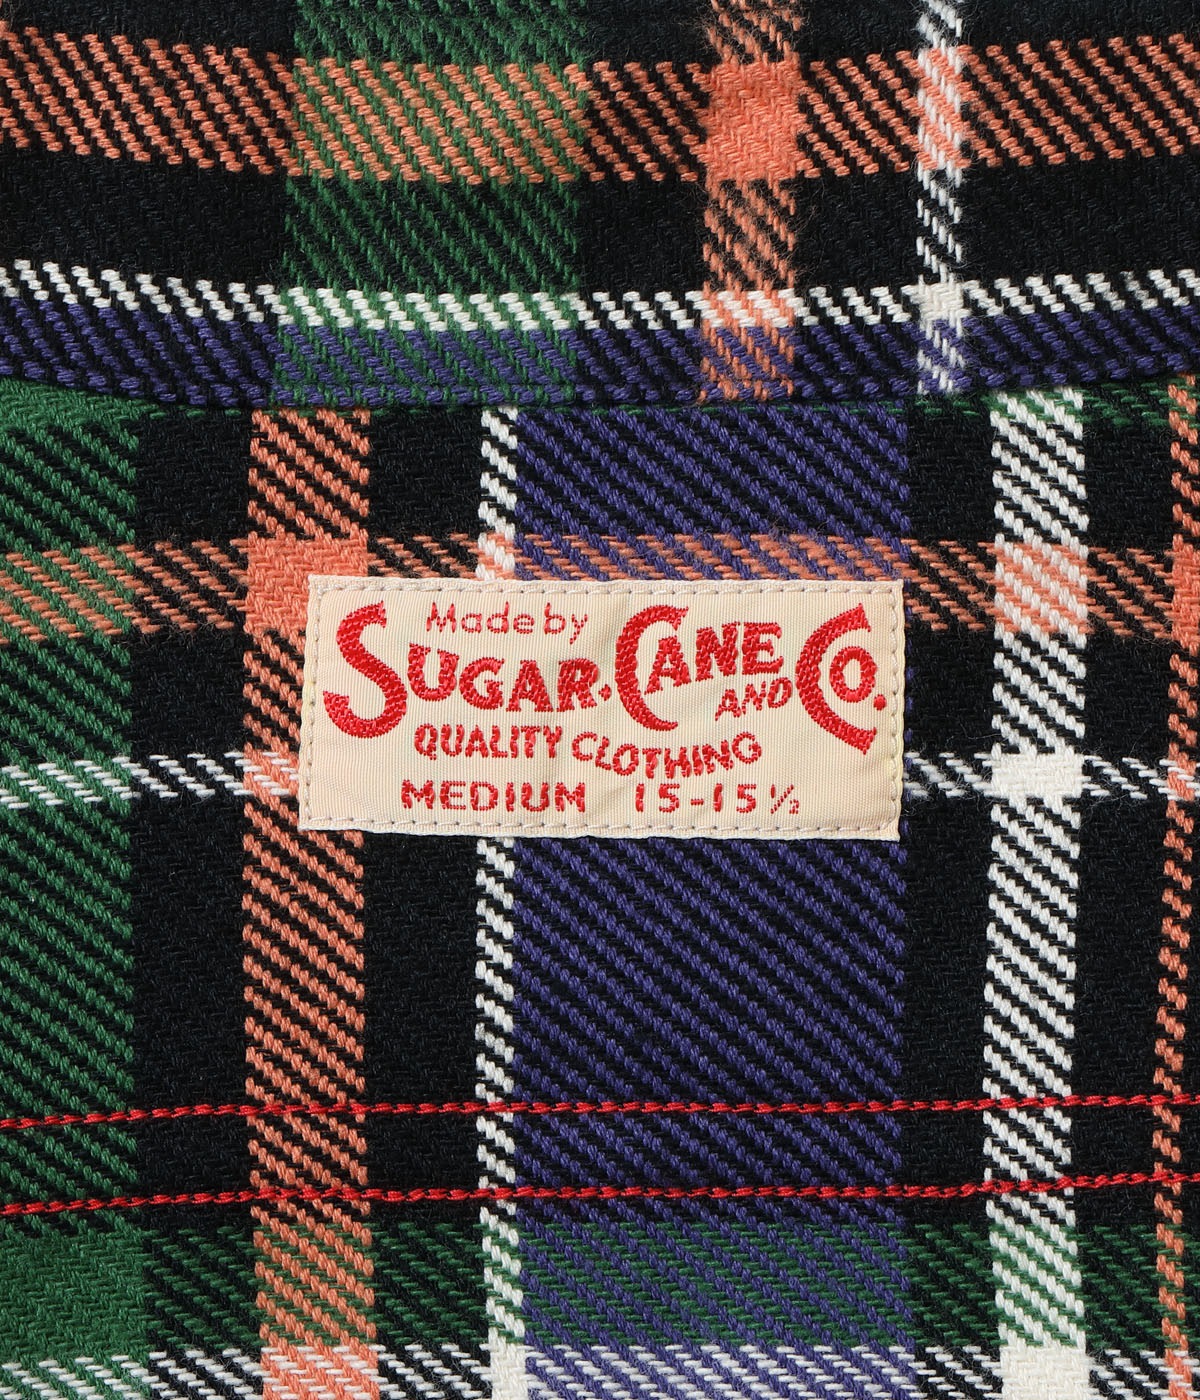 Made by
SUGAR·CANE AND CO.
QUALITY CLOTHING
MEDIUM 15-15½